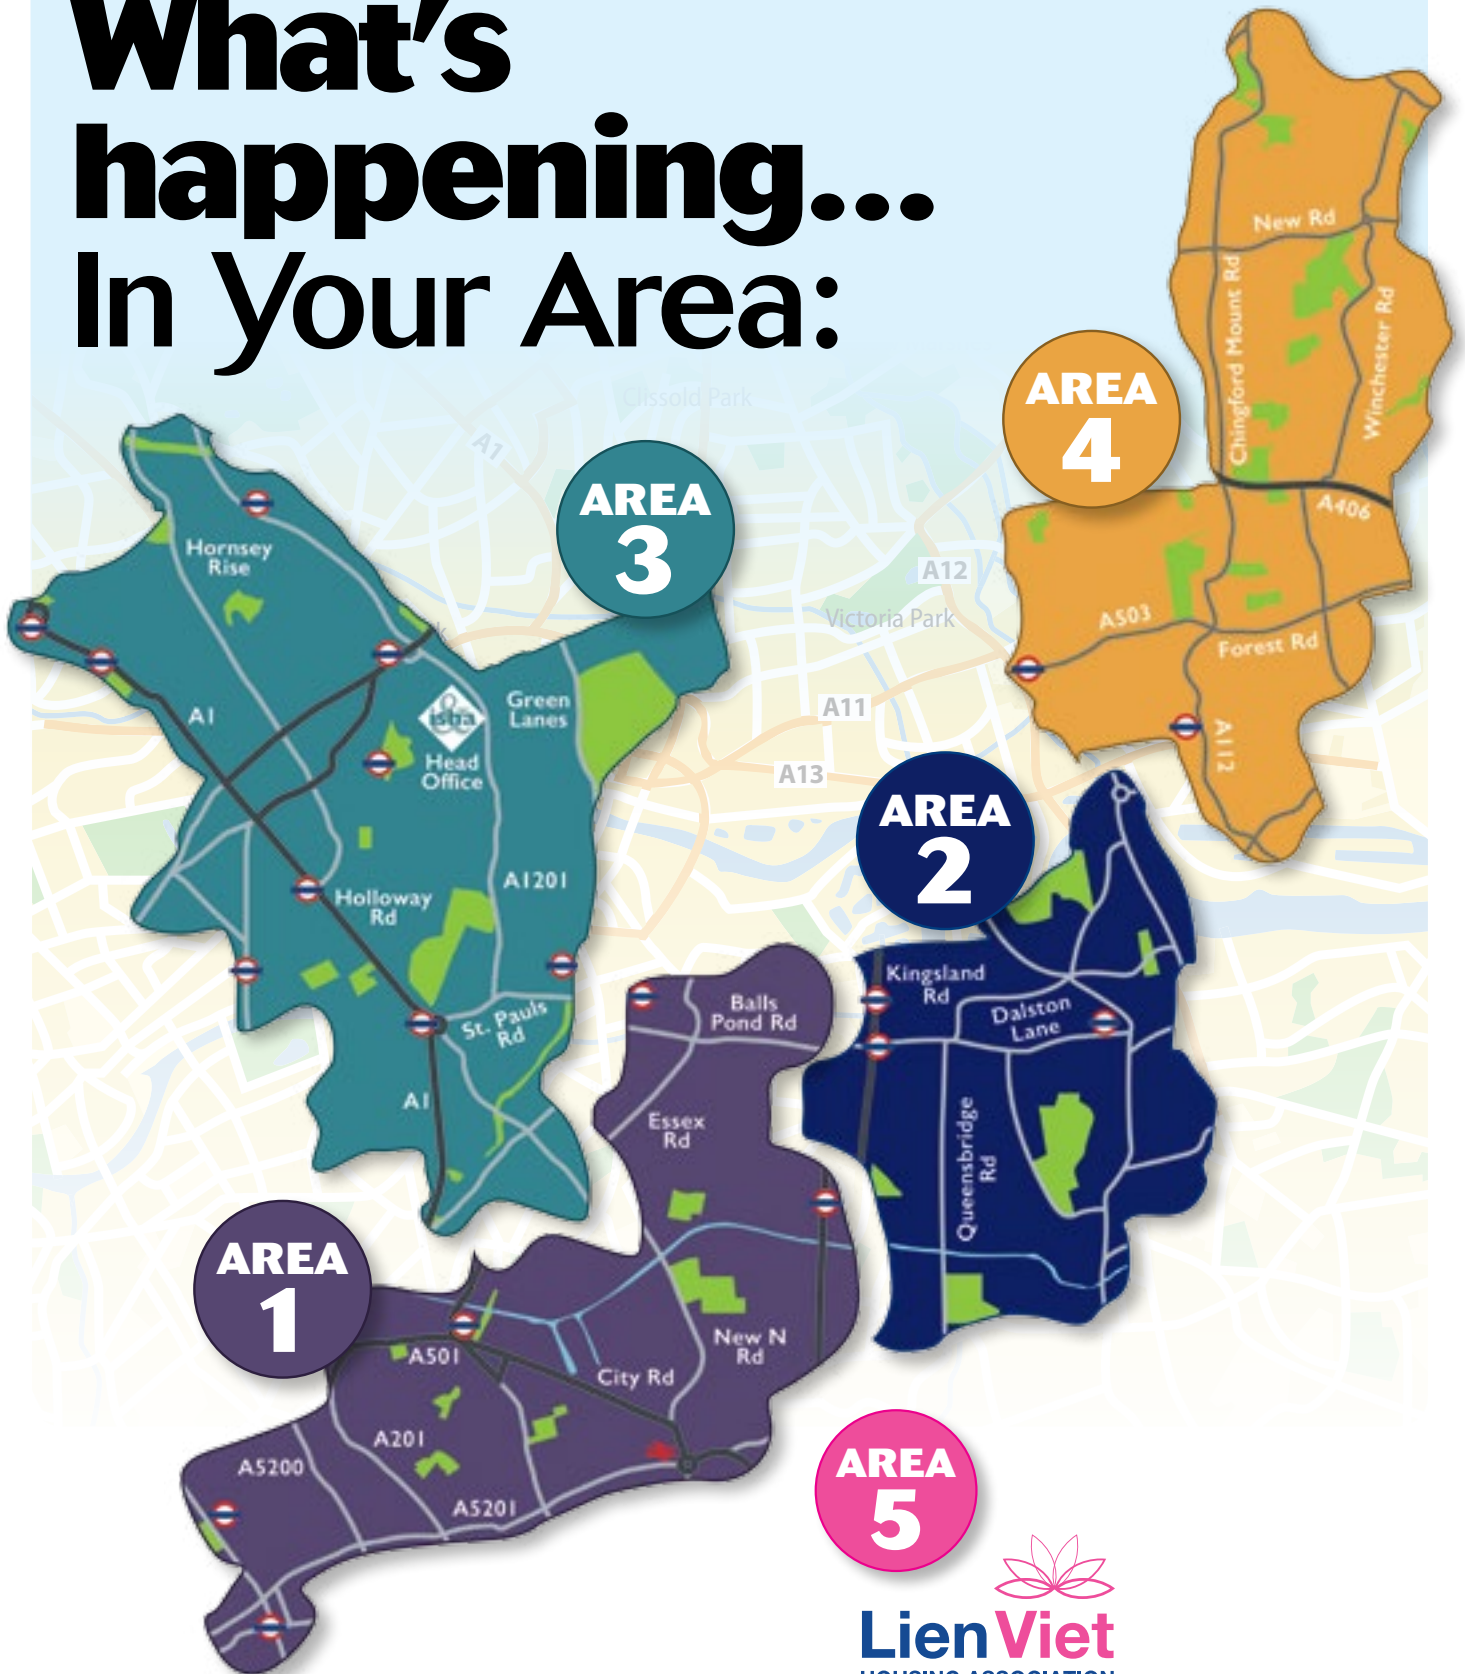 What's
happening...
In Your Area:
Clissold Park
A1
A12
Victoria Park
A11
A13
AREA
4
New Rd
Chingford Mount Rd
Winchester Rd
A406
A503
Forest Rd
A112
AREA
3
Hornsey
Rise
A1
Green
Lanes
Head
Office
A1201
Holloway
Rd
St. Pauls
Rd
A1
AREA
2
Kingsland
Rd
Dalston
Lane
Queensbridge
Rd
AREA
1
Balls
Pond Rd
Essex
Rd
New N
Rd
City Rd
A501
A201
A5200
A5201
AREA
5
LienViet
HOUSING ASSOCIATION